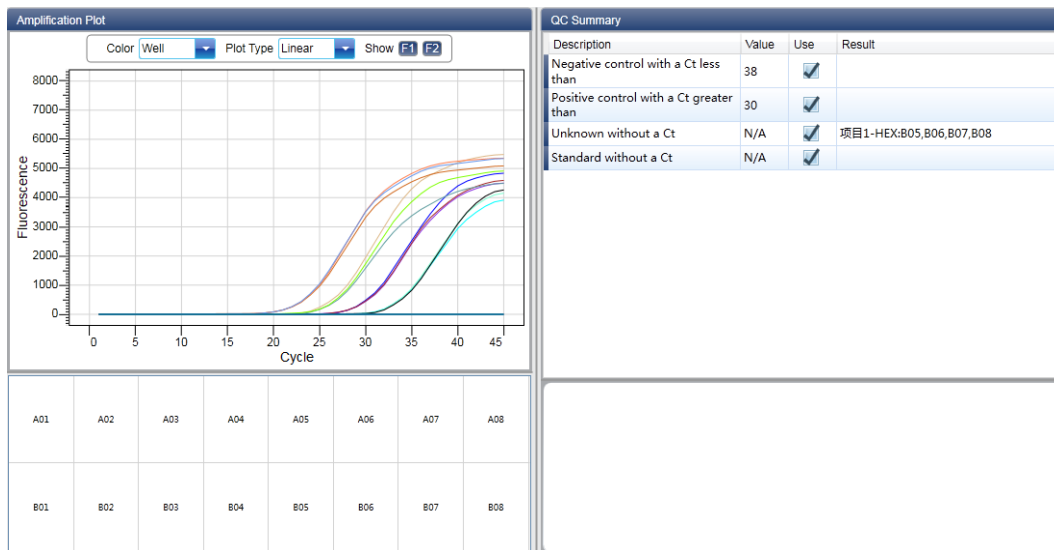 Amplification Plot
Color Well Plot Type Linear Show F1 F2
8000
7000
6000
5000
4000
3000
2000
1000
0
Fluorescence
0 5 10 15 20 25 30 35 40 45
Cycle
A01 A02 A03 A04 A05 A06 A07 A08
B01 B02 B03 B04 B05 B06 B07 B08
QC Summary
Description Value Use Result
Negative control with a Ct less
than 38
Positive control with a Ct greater
than 30
Unknown without a Ct N/A 项目1-HEX:B05,B06,B07,B08
Standard without a Ct N/A